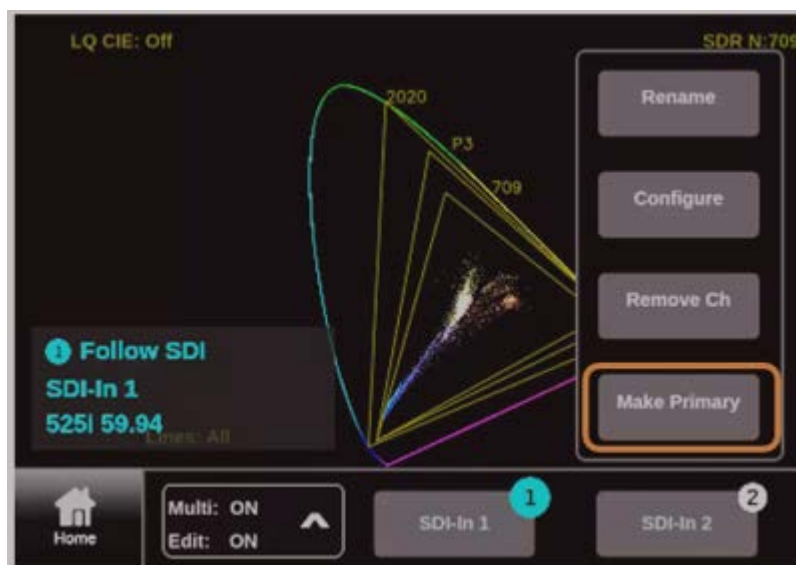 LQ CIE: Off
SDR N:709
2020
P3
709
Rename
Configure
Remove Ch
Make Primary
1 Follow SDI
SDI-In 1
525I 59.94
Lines: All
Home
Multi: ON
Edit: ON
SDI-In 1
1
SDI-In 2
2